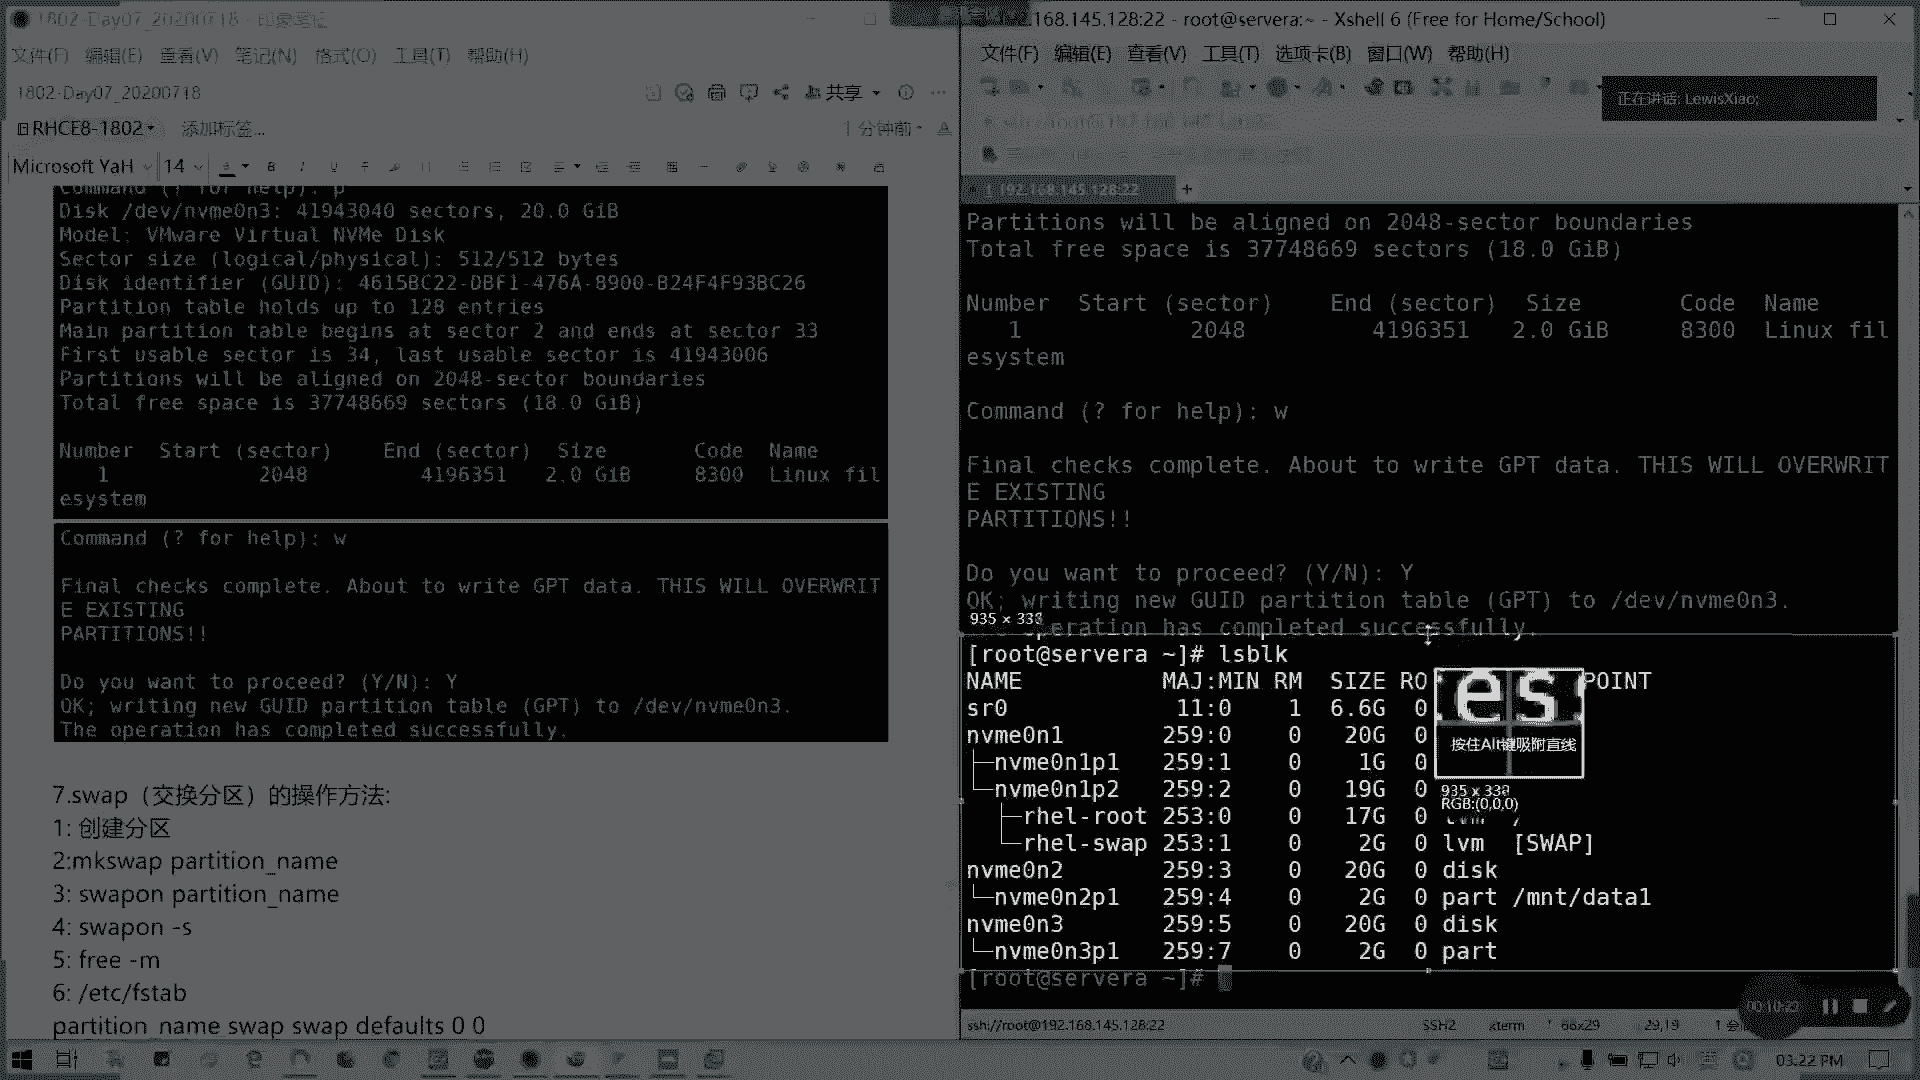 1802-Day07_20200718 - 印象笔记
文件(F) 编辑(E) 查看(V) 笔记(N) 格式(O) 工具(T) 帮助(H)
1802-Day07_20200718
共享
RHCE8-1802
添加标签...
1 分钟前
Microsoft YaH
14
Command (? for help): p
Disk /dev/nvme0n3: 41943040 sectors, 20.0 GiB
Model: VMware Virtual NVMe Disk
Sector size (logical/physical): 512/512 bytes
Disk identifier (GUID): 4615BC22-DBF1-476A-8900-B24F4F93BC26
Partition table holds up to 128 entries
Main partition table begins at sector 2 and ends at sector 33
First usable sector is 34, last usable sector is 41943006
Partitions will be aligned on 2048-sector boundaries
Total free space is 37748669 sectors (18.0 GiB)
Number Start (sector) End (sector) Size Code Name
1 2048 4196351 2.0 GiB 8300 Linux fil
esystem
Command (? for help): w
Final checks complete. About to write GPT data. THIS WILL OVERWRIT
E EXISTING
PARTITIONS!!
Do you want to proceed? (Y/N): Y
OK; writing new GUID partition table (GPT) to /dev/nvme0n3.
The operation has completed successfully.
7.swap（交换分区）的操作方法:
1: 创建分区
2:mkswap partition_name
3: swapon partition_name
4: swapon -s
5: free -m
6: /etc/fstab
partition_name swap swap defaults 0 0
.168.145.128:22 - root@servera:~ - Xshell 6 (Free for Home/School)
文件(F) 编辑(E) 查看(V) 工具(T) 选项卡(B) 窗口(W) 帮助(H)
正在讲话: LewisXiao;
1 192.168.145.128:22
Partitions will be aligned on 2048-sector boundaries
Total free space is 37748669 sectors (18.0 GiB)
Number Start (sector) End (sector) Size Code Name
1 2048 4196351 2.0 GiB 8300 Linux fil
esystem
Command (? for help): w
Final checks complete. About to write GPT data. THIS WILL OVERWRIT
E EXISTING
PARTITIONS!!
Do you want to proceed? (Y/N): Y
OK; writing new GUID partition table (GPT) to /dev/nvme0n3.
935 × 338
operation has completed successfully.
[root@servera ~]# lsblk
NAME MAJ:MIN RM SIZE RO POINT
sr0 11:0 1 6.6G 0
nvme0n1 259:0 0 20G 0
├─nvme0n1p1 259:1 0 1G 0
└─nvme0n1p2 259:2 0 19G 0
├─rhel-root 253:0 0 17G 0
└─rhel-swap 253:1 0 2G 0 lvm [SWAP]
nvme0n2 259:3 0 20G 0 disk
└─nvme0n2p1 259:4 0 2G 0 part /mnt/data1
nvme0n3 259:5 0 20G 0 disk
└─nvme0n3p1 259:7 0 2G 0 part
[root@servera ~]#
es
按住Alt键吸附直线
935 x 338
RGB:(0,0,0)
ssh://root@192.168.145.128:22
SSH2
xterm
66x29
29,19
03:22 PM